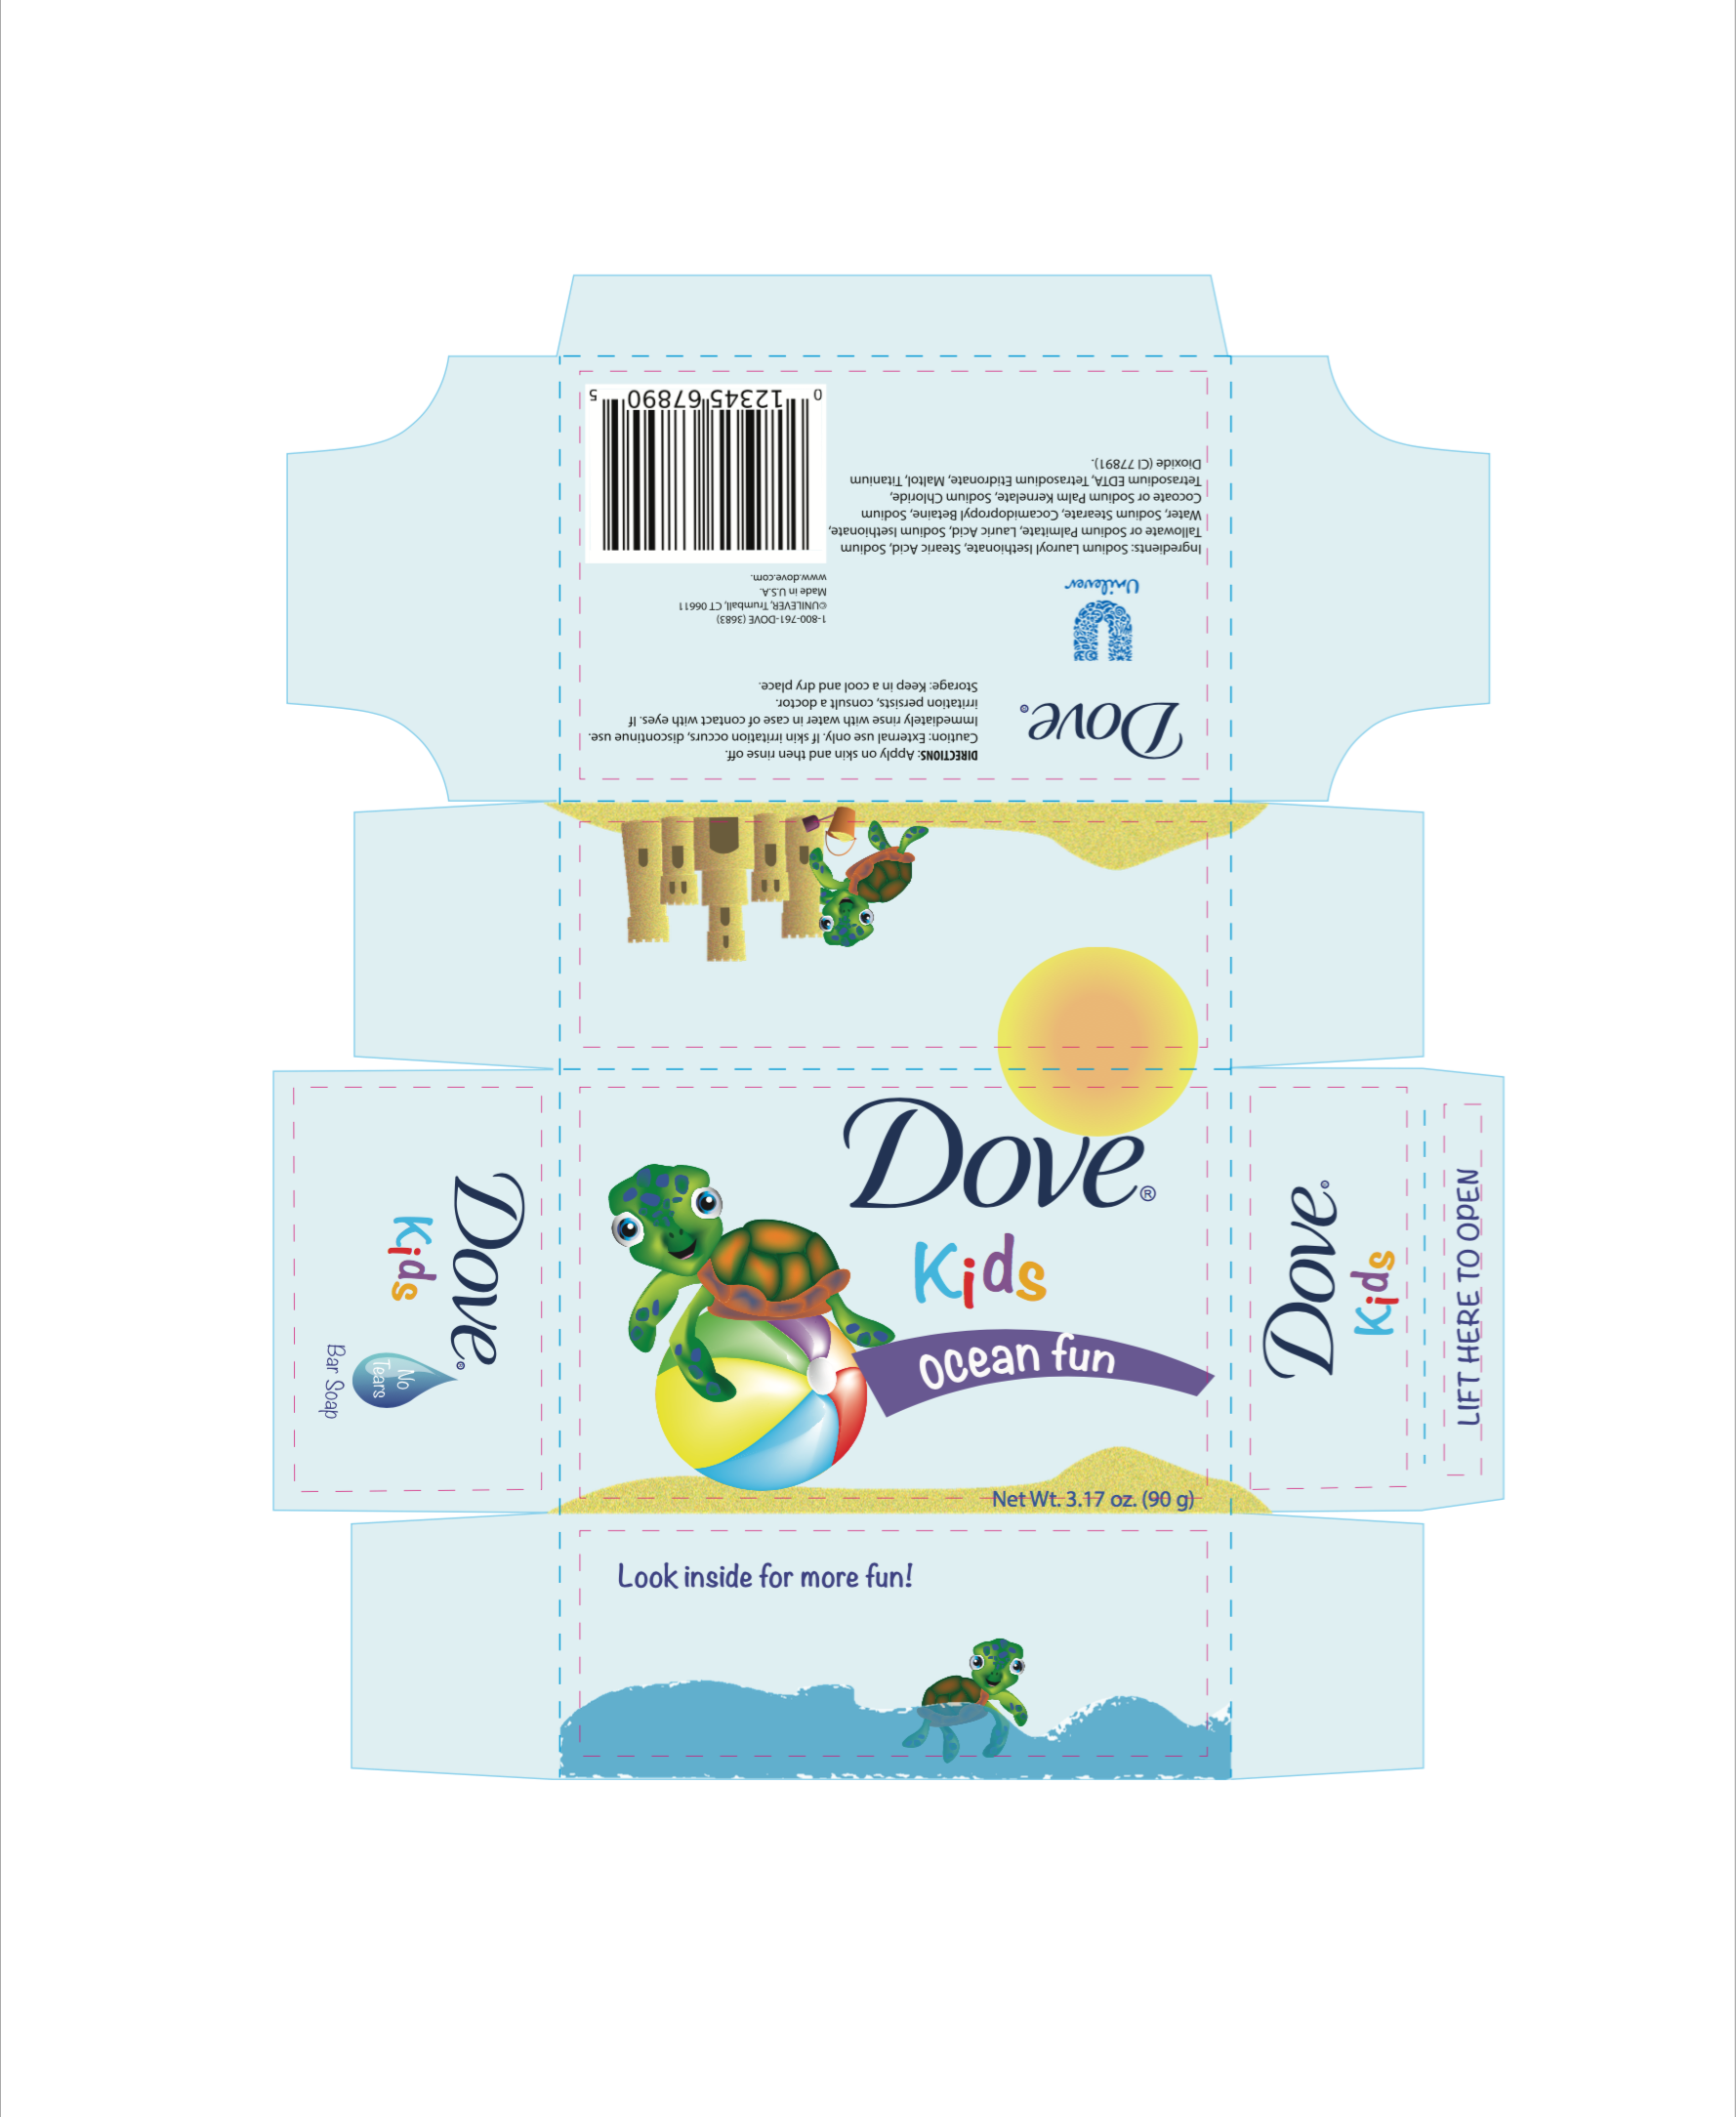 DIRECTIONS: Apply on skin and then rinse off.
Caution: External use only. If skin irritation occurs, discontinue use.
Immediately rinse with water in case of contact with eyes. If
irritation persists, consult a doctor.
Storage: Keep in a cool and dry place.
Dove®
Unilever
1-800-761-DOVE (3683)
©UNILEVER, Trumball, CT 06611
Made in U.S.A.
www.dove.com.
Ingredients: Sodium Lauroyl Isethionate, Stearic Acid, Sodium
Tallowate or Sodium Palmitate, Lauric Acid, Sodium Isethionate,
Water, Sodium Stearate, Cocamidopropyl Betaine, Sodium
Cocoate or Sodium Palm Kernelate, Sodium Chloride,
Tetrasodium EDTA, Tetrasodium Etidronate, Maltol, Titanium
Dioxide (CI 77891).
0 12345 67890 5
Dove®
Kids
No
Tears
Bar Soap
Dove®
Kids
ocean fun
Net Wt. 3.17 oz. (90 g)
Dove®
Kids
LIFT HERE TO OPEN
Look inside for more fun!